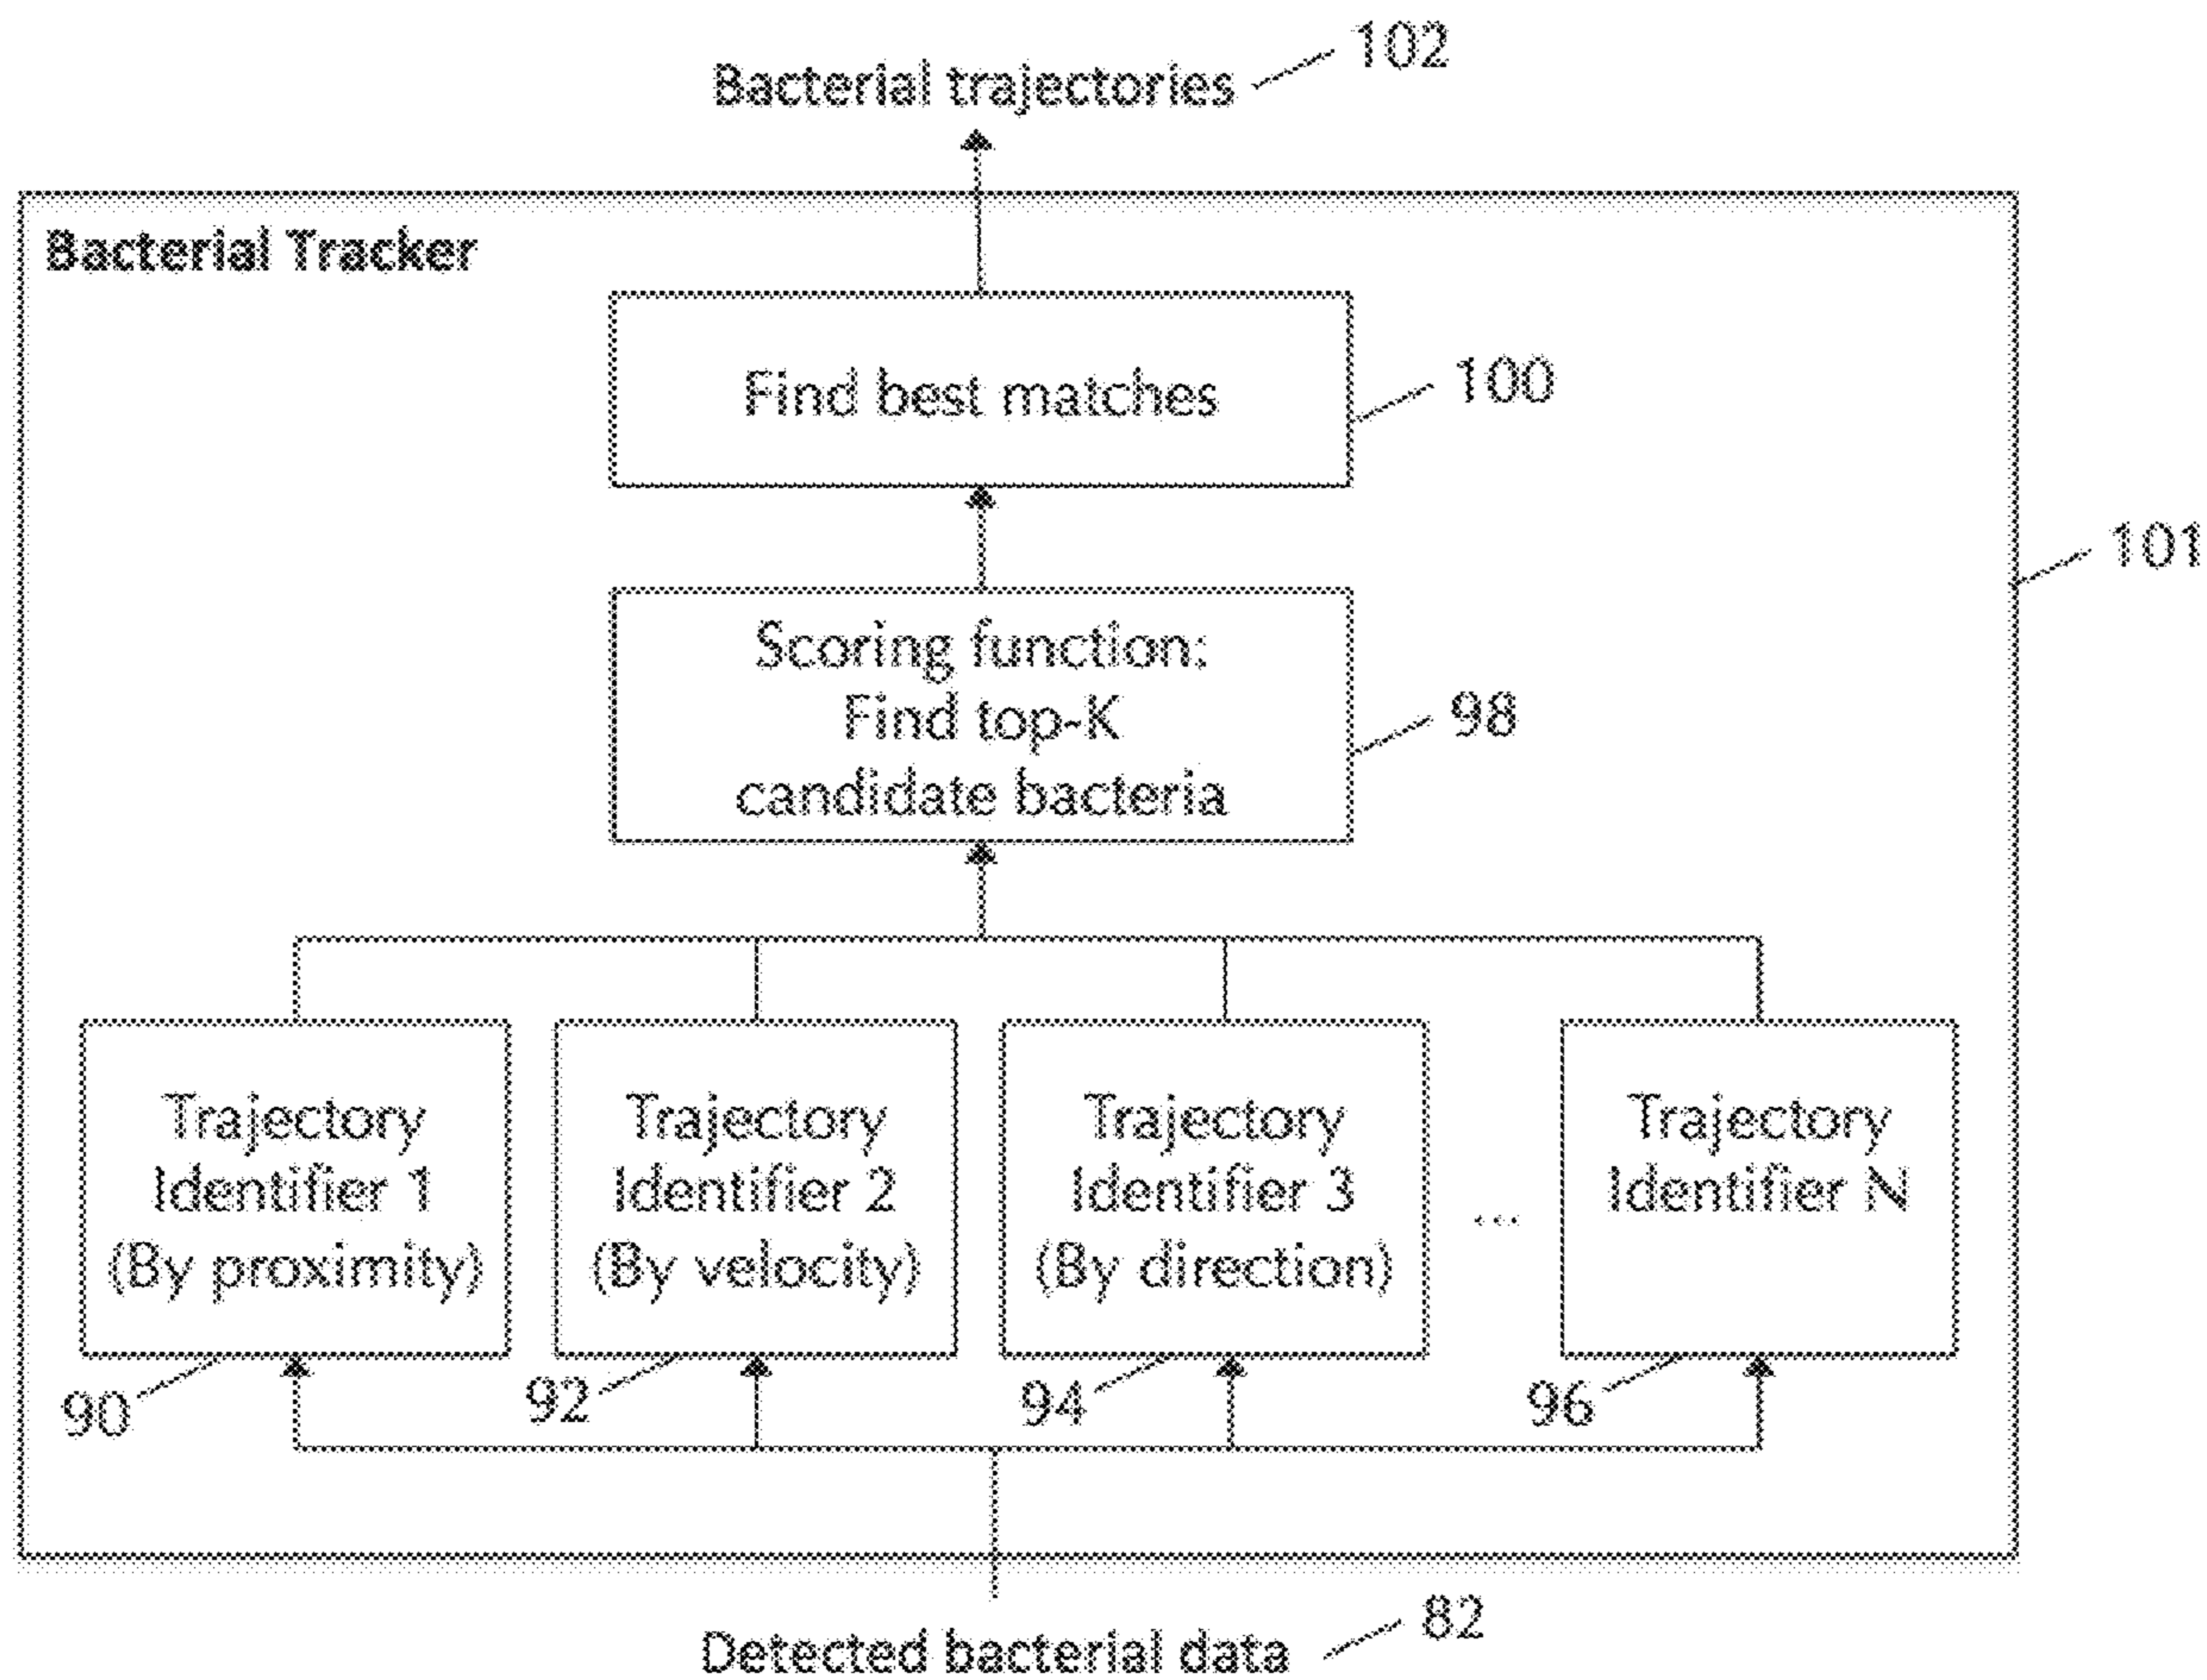 Bacterial trajectories 102
Bacterial Tracker
Find best matches 100
101
Scoring function:
Find top-K 98
candidate bacteria
Trajectory
Identifier 1
(By proximity)
Trajectory
Identifier 2
(By velocity)
Trajectory
Identifier 3
(By direction)
...
Trajectory
Identifier N
90 92 94 96
Detected bacterial data 82